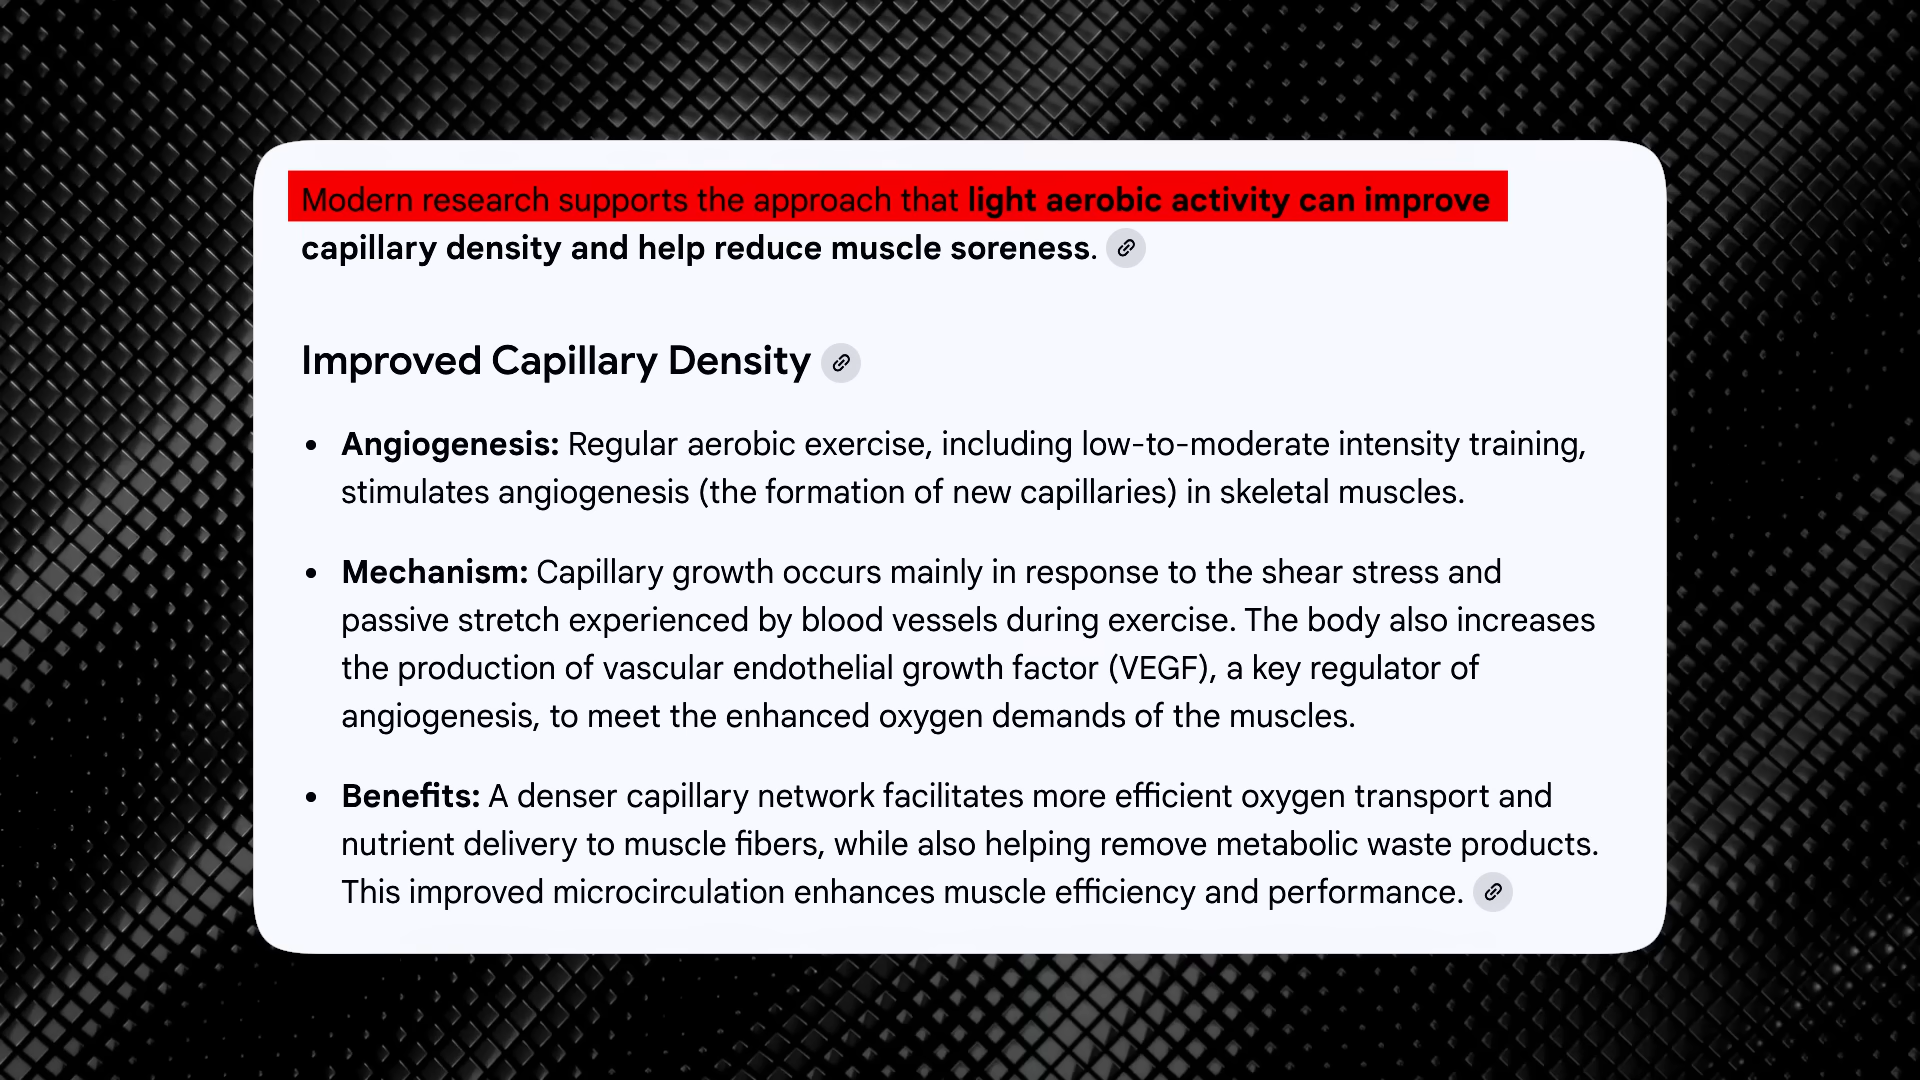 Modern research supports the approach that light aerobic activity can improve
capillary density and help reduce muscle soreness.
Improved Capillary Density
• Angiogenesis: Regular aerobic exercise, including low-to-moderate intensity training,
stimulates angiogenesis (the formation of new capillaries) in skeletal muscles.
• Mechanism: Capillary growth occurs mainly in response to the shear stress and
passive stretch experienced by blood vessels during exercise. The body also increases
the production of vascular endothelial growth factor (VEGF), a key regulator of
angiogenesis, to meet the enhanced oxygen demands of the muscles.
• Benefits: A denser capillary network facilitates more efficient oxygen transport and
nutrient delivery to muscle fibers, while also helping remove metabolic waste products.
This improved microcirculation enhances muscle efficiency and performance.